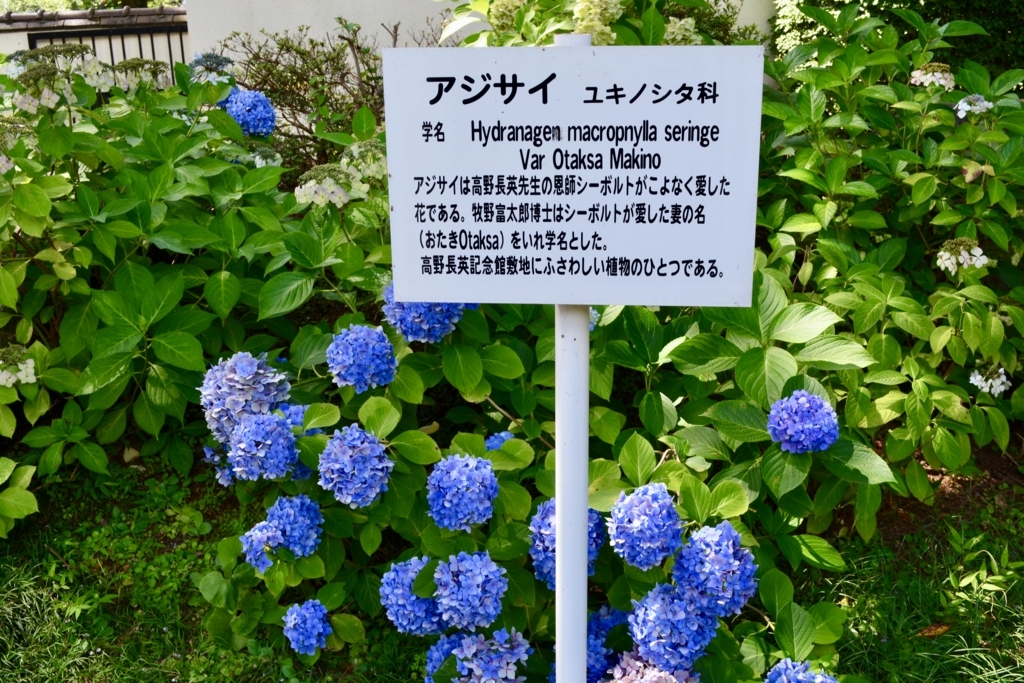 アジサイ ユキノシタ科
学名 Hydranagen macropnylla seringe
Var Otaksa Makino
アジサイは高野長英先生の恩師シーボルトがこよなく愛した
花である。牧野富太郎博士はシーボルトが愛した妻の名
（おたきOtaksa）をいれ学名とした。
高野長英記念館敷地にふさわしい植物のひとつである。